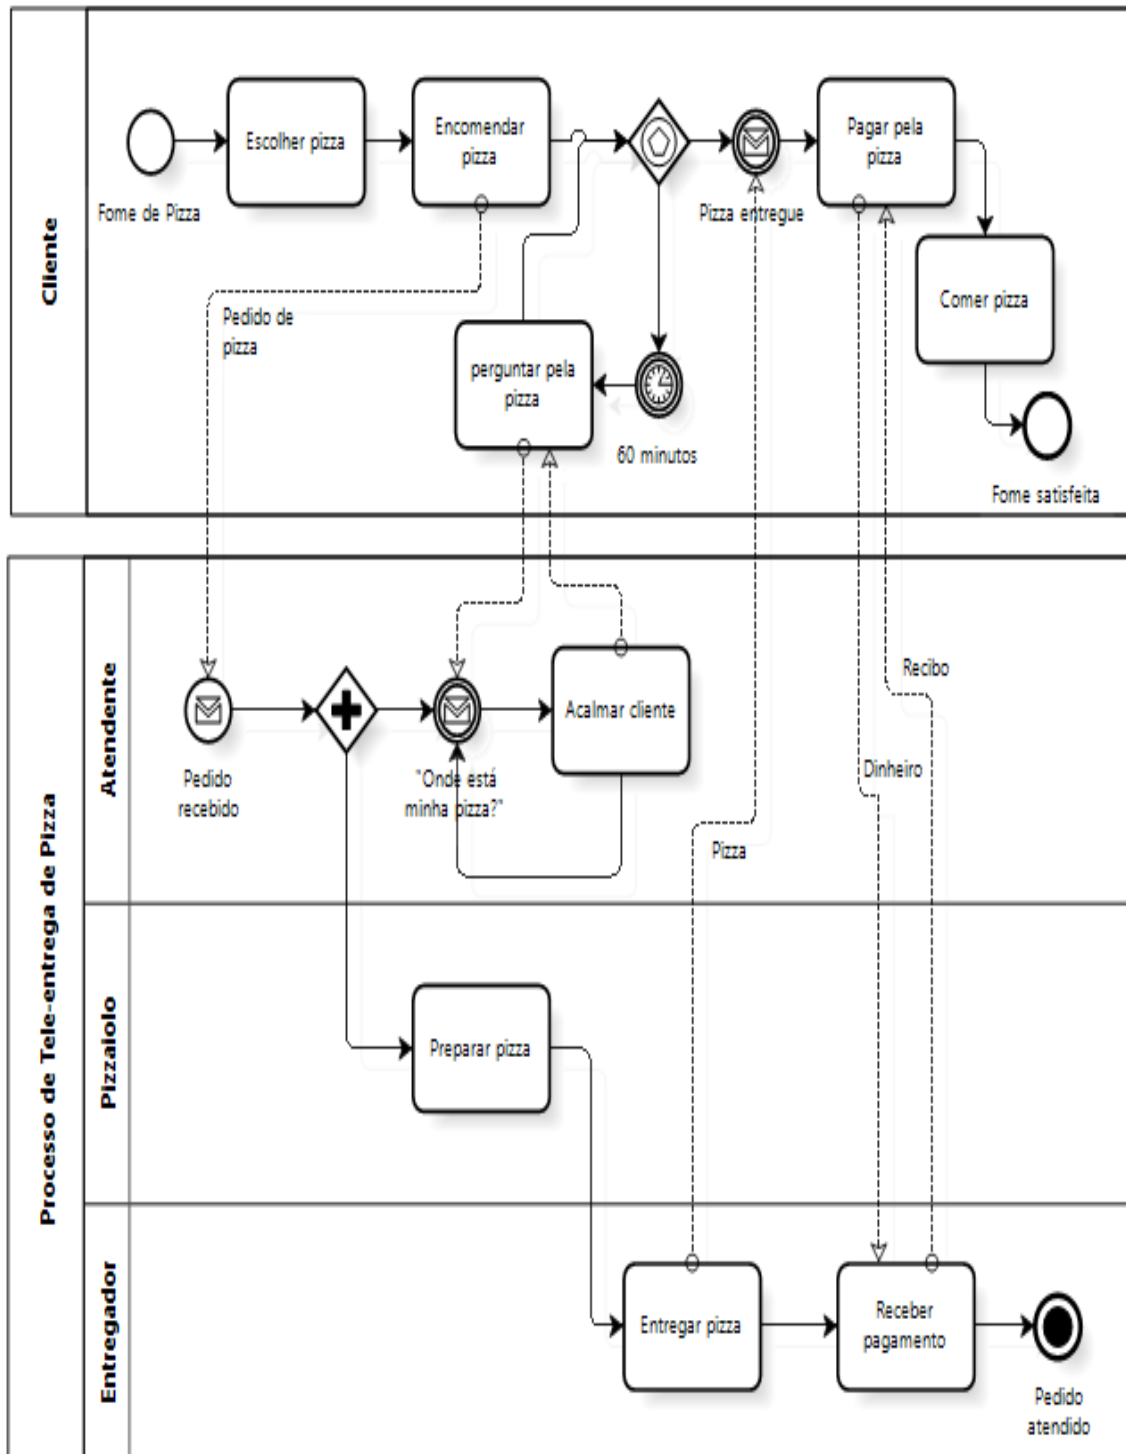 Cliente
Fome de Pizza
Escolher pizza
Encomendar
pizza
Pizza entregue
Pagar pela
pizza
Comer pizza
Fome satisfeita
Pedido de
pizza
perguntar pela
pizza
60 minutos
Processo de Tele-entrega de Pizza
Atendente
Pedido
recebido
"Onde está
minha pizza?"
Acalmar cliente
Pizza
Dinheiro
Recibo
Pizzaiolo
Preparar pizza
Entregador
Entregar pizza
Receber
pagamento
Pedido
atendido